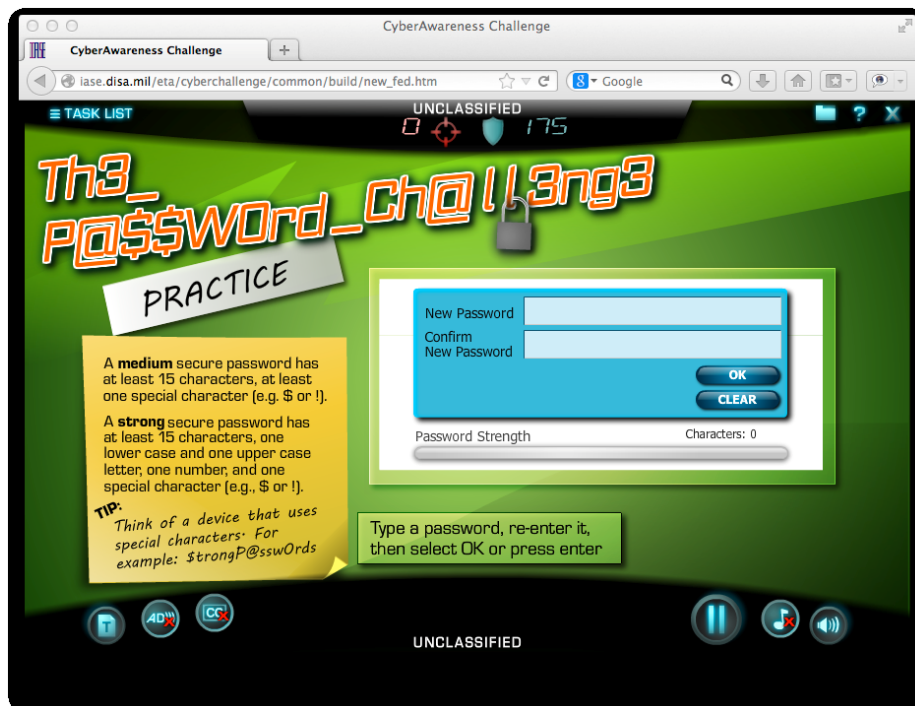 CyberAwareness Challenge
CyberAwareness Challenge
iase.disa.mil/eta/cyberchallenge/common/build/new_fed.htm
Google
TASK LIST
UNCLASSIFIED
0
175
?
X
Th3_
P@$$W0rd_Ch@ll3ng3
PRACTICE
New Password
Confirm
New Password
OK
CLEAR
Password Strength
Characters: 0
A medium secure password has
at least 15 characters, at least
one special character (e.g. $ or !).
A strong secure password has
at least 15 characters, one
lower case and one upper case
letter, one number, and one
special character (e.g., $ or !).
TIP:
Think of a device that uses
special characters. For
example: $trongP@ssw0rds
Type a password, re-enter it,
then select OK or press enter
T
AD
CC
UNCLASSIFIED